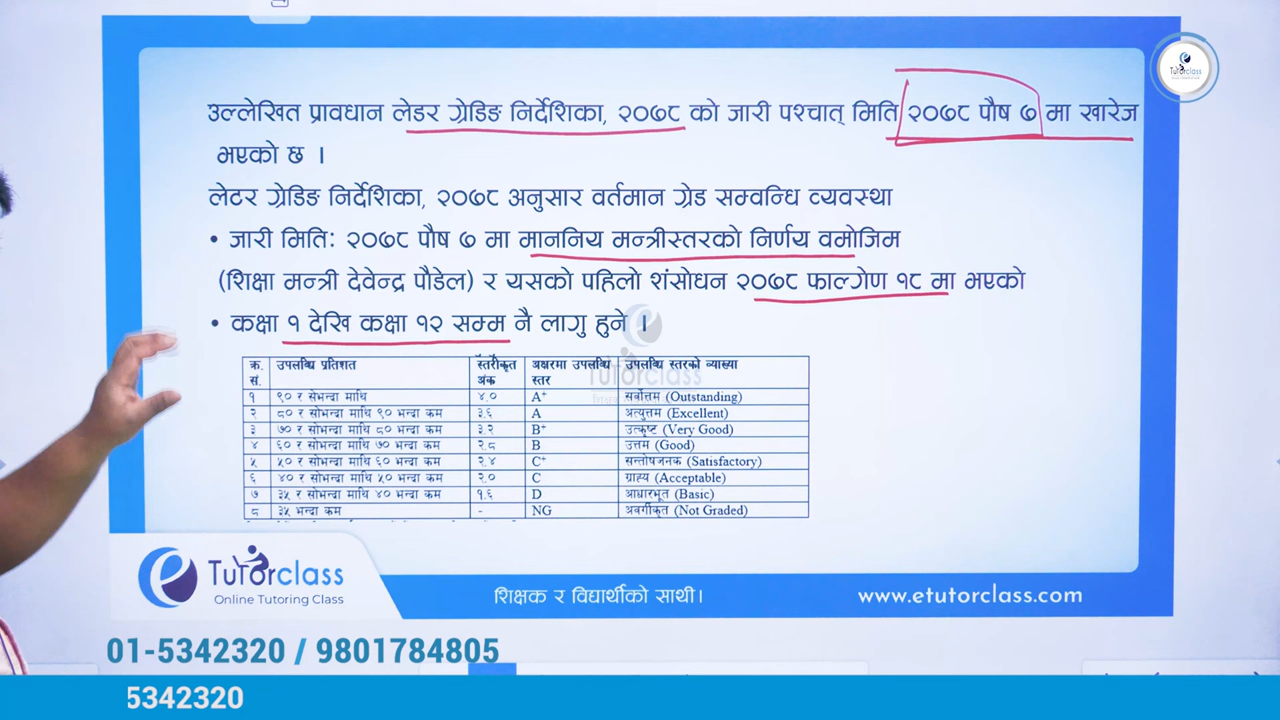 Tutorclass
उल्लेखित प्रावधान लेडर ग्रेडिङ निर्देशिका, २०७८ को जारी पश्चात् मिति २०७८ पौष ७ मा खारेज
भएको छ ।
लेटर ग्रेडिङ निर्देशिका, २०७८ अनुसार वर्तमान ग्रेड सम्वन्धि व्यवस्था
• जारी मितिः २०७८ पौष ७ मा माननिय मन्त्रीस्तरको निर्णय वमोजिम
(शिक्षा मन्त्री देवेन्द्र पौडेल) र यसको पहिलो शंसोधन २०७८ फाल्गेण १८ मा भएको
• कक्षा १ देखि कक्षा १२ सम्म नै लागु हुने ।
क्र. सं. उपलब्धि प्रतिशत स्तरीकृत अंक अक्षरमा उपलब्धि स्तर उपलब्धि स्तरको व्याख्या
१ ९० र सेभन्दा माथि ४.० A+ सर्वोत्तम (Outstanding)
२ ८० र सोभन्दा माथि ९० भन्दा कम ३.६ A अत्युत्तम (Excellent)
३ ७० र सोभन्दा माथि ८० भन्दा कम ३.२ B+ उत्कृष्ट (Very Good)
४ ६० र सोभन्दा माथि ७० भन्दा कम २.८ B उत्तम (Good)
५ ५० र सोभन्दा माथि ६० भन्दा कम २.४ C+ सन्तोषजनक (Satisfactory)
६ ४० र सोभन्दा माथि ५० भन्दा कम २.० C ग्राह्य (Acceptable)
७ ३५ र सोभन्दा माथि ४० भन्दा कम १.६ D आधारभूत (Basic)
८ ३५ भन्दा कम - NG अवर्गीकृत (Not Graded)
Tutorclass
e Tutorclass
Online Tutoring Class
शिक्षक र विद्यार्थीको साथी।
www.etutorclass.com
01-5342320 / 9801784805
5342320